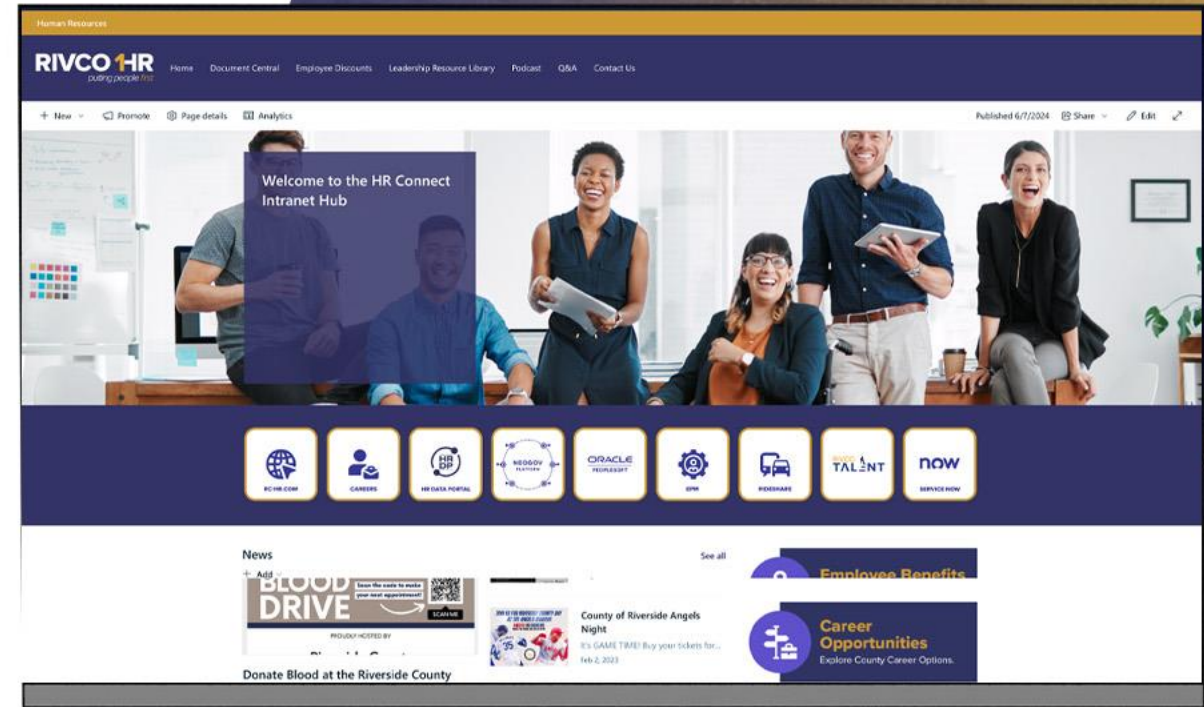 Human Resources
RIVCO 1HR
putting people first
Home Document Central Employee Discounts Leadership Resource Library Podcast Q&A Contact Us
+ New Promote Page details Analytics
Published 6/7/2024 Share Edit
Welcome to the HR Connect
Intranet Hub
RC-HR.COM
CAREERS
HR DP
HR DATA PORTAL
NEOGOV
PLATFORM
ORACLE
PEOPLESOFT
EPM
RIDESHARE
RIVCO
TALENT
now
SERVICE NOW
News
See all
+ Add
BLOOD
DRIVE
Scan the code to make
your next appointment!
SCAN ME
PROUDLY HOSTED BY
Donate Blood at the Riverside County
County of Riverside Angels
Night
It's GAME TIME! Buy your tickets for...
Feb 2, 2023
Employee Benefits
Career
Opportunities
Explore County Career Options.